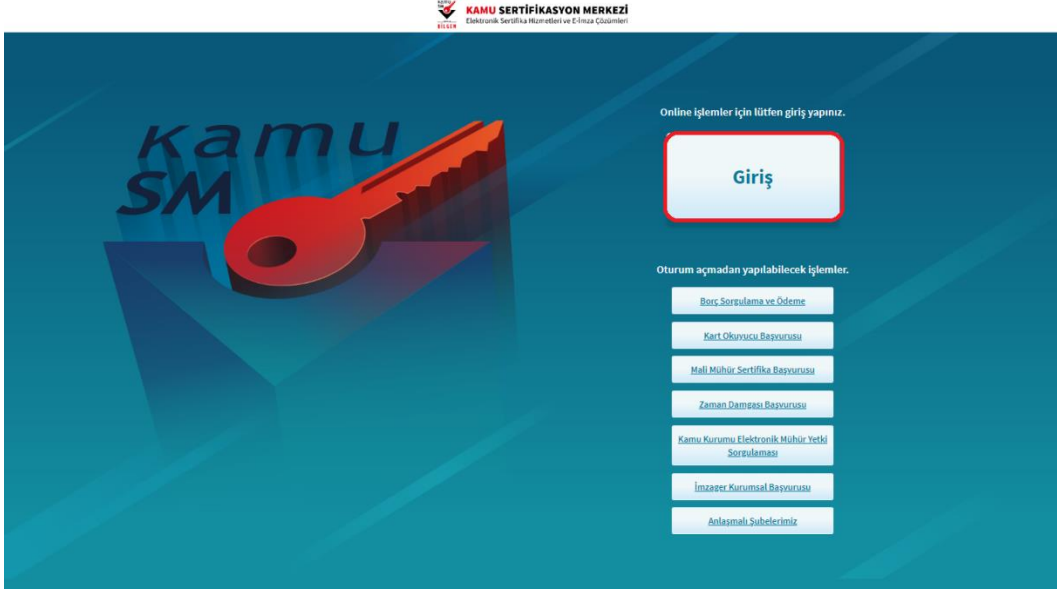 KAMU SERTİFİKASYON MERKEZİ
Elektronik Sertifika Hizmetleri ve E-İmza Çözümleri
BİLGEM
Kamu
SM
Online işlemler için lütfen giriş yapınız.
Giriş
Oturum açmadan yapılabilecek işlemler.
Borç Sorgulama ve Ödeme
Kart Okuyucu Başvurusu
Mali Mühür Sertifika Başvurusu
Zaman Damgası Başvurusu
Kamu Kurumu Elektronik Mühür Yetki
Sorgulaması
İmzager Kurumsal Başvurusu
Anlaşmalı Şubelerimiz